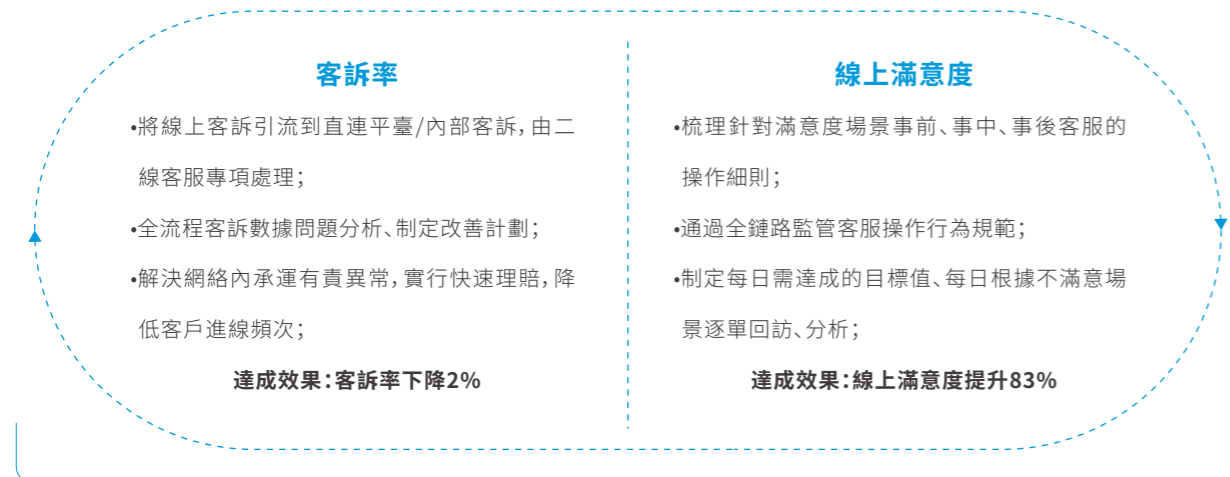 客訴率
•將線上客訴引流到直連平臺/內部客訴，由二
線客服專項處理；
•全流程客訴數據問題分析、制定改善計劃；
•解決網絡內承運有責異常，實行快速理賠，降
低客戶進線頻次；
達成效果：客訴率下降2%
線上滿意度
•梳理針對滿意度場景事前、事中、事後客服的
操作細則；
•通過全鏈路監管客服操作行為規範；
•制定每日需達成的目標值、每日根據不滿意場
景逐單回訪、分析；
達成效果：線上滿意度提升83%